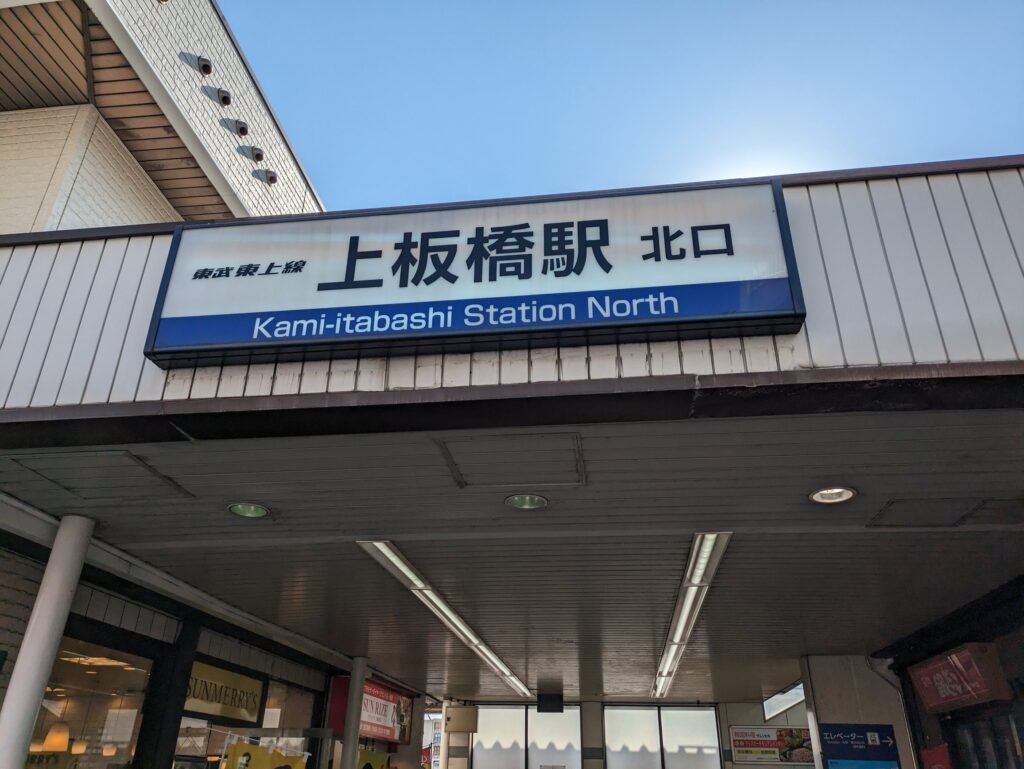 東武東上線 上板橋駅 北口
Kami-itabashi Station North
SUNMERRY'S
SUN RIZE
エレベーター